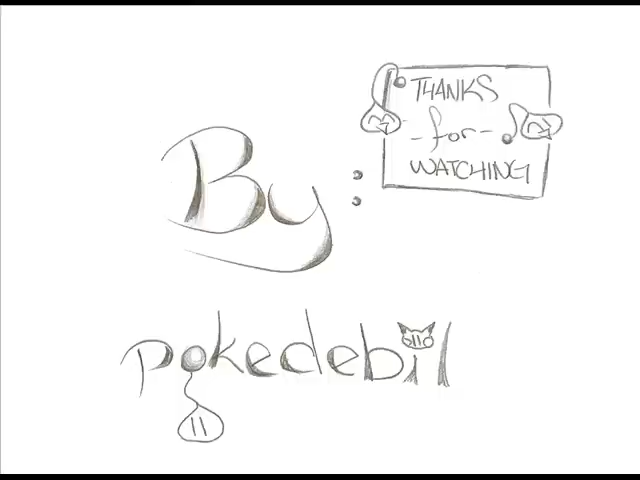 THANKS
-for-
WATCHING
By:
pokedebil